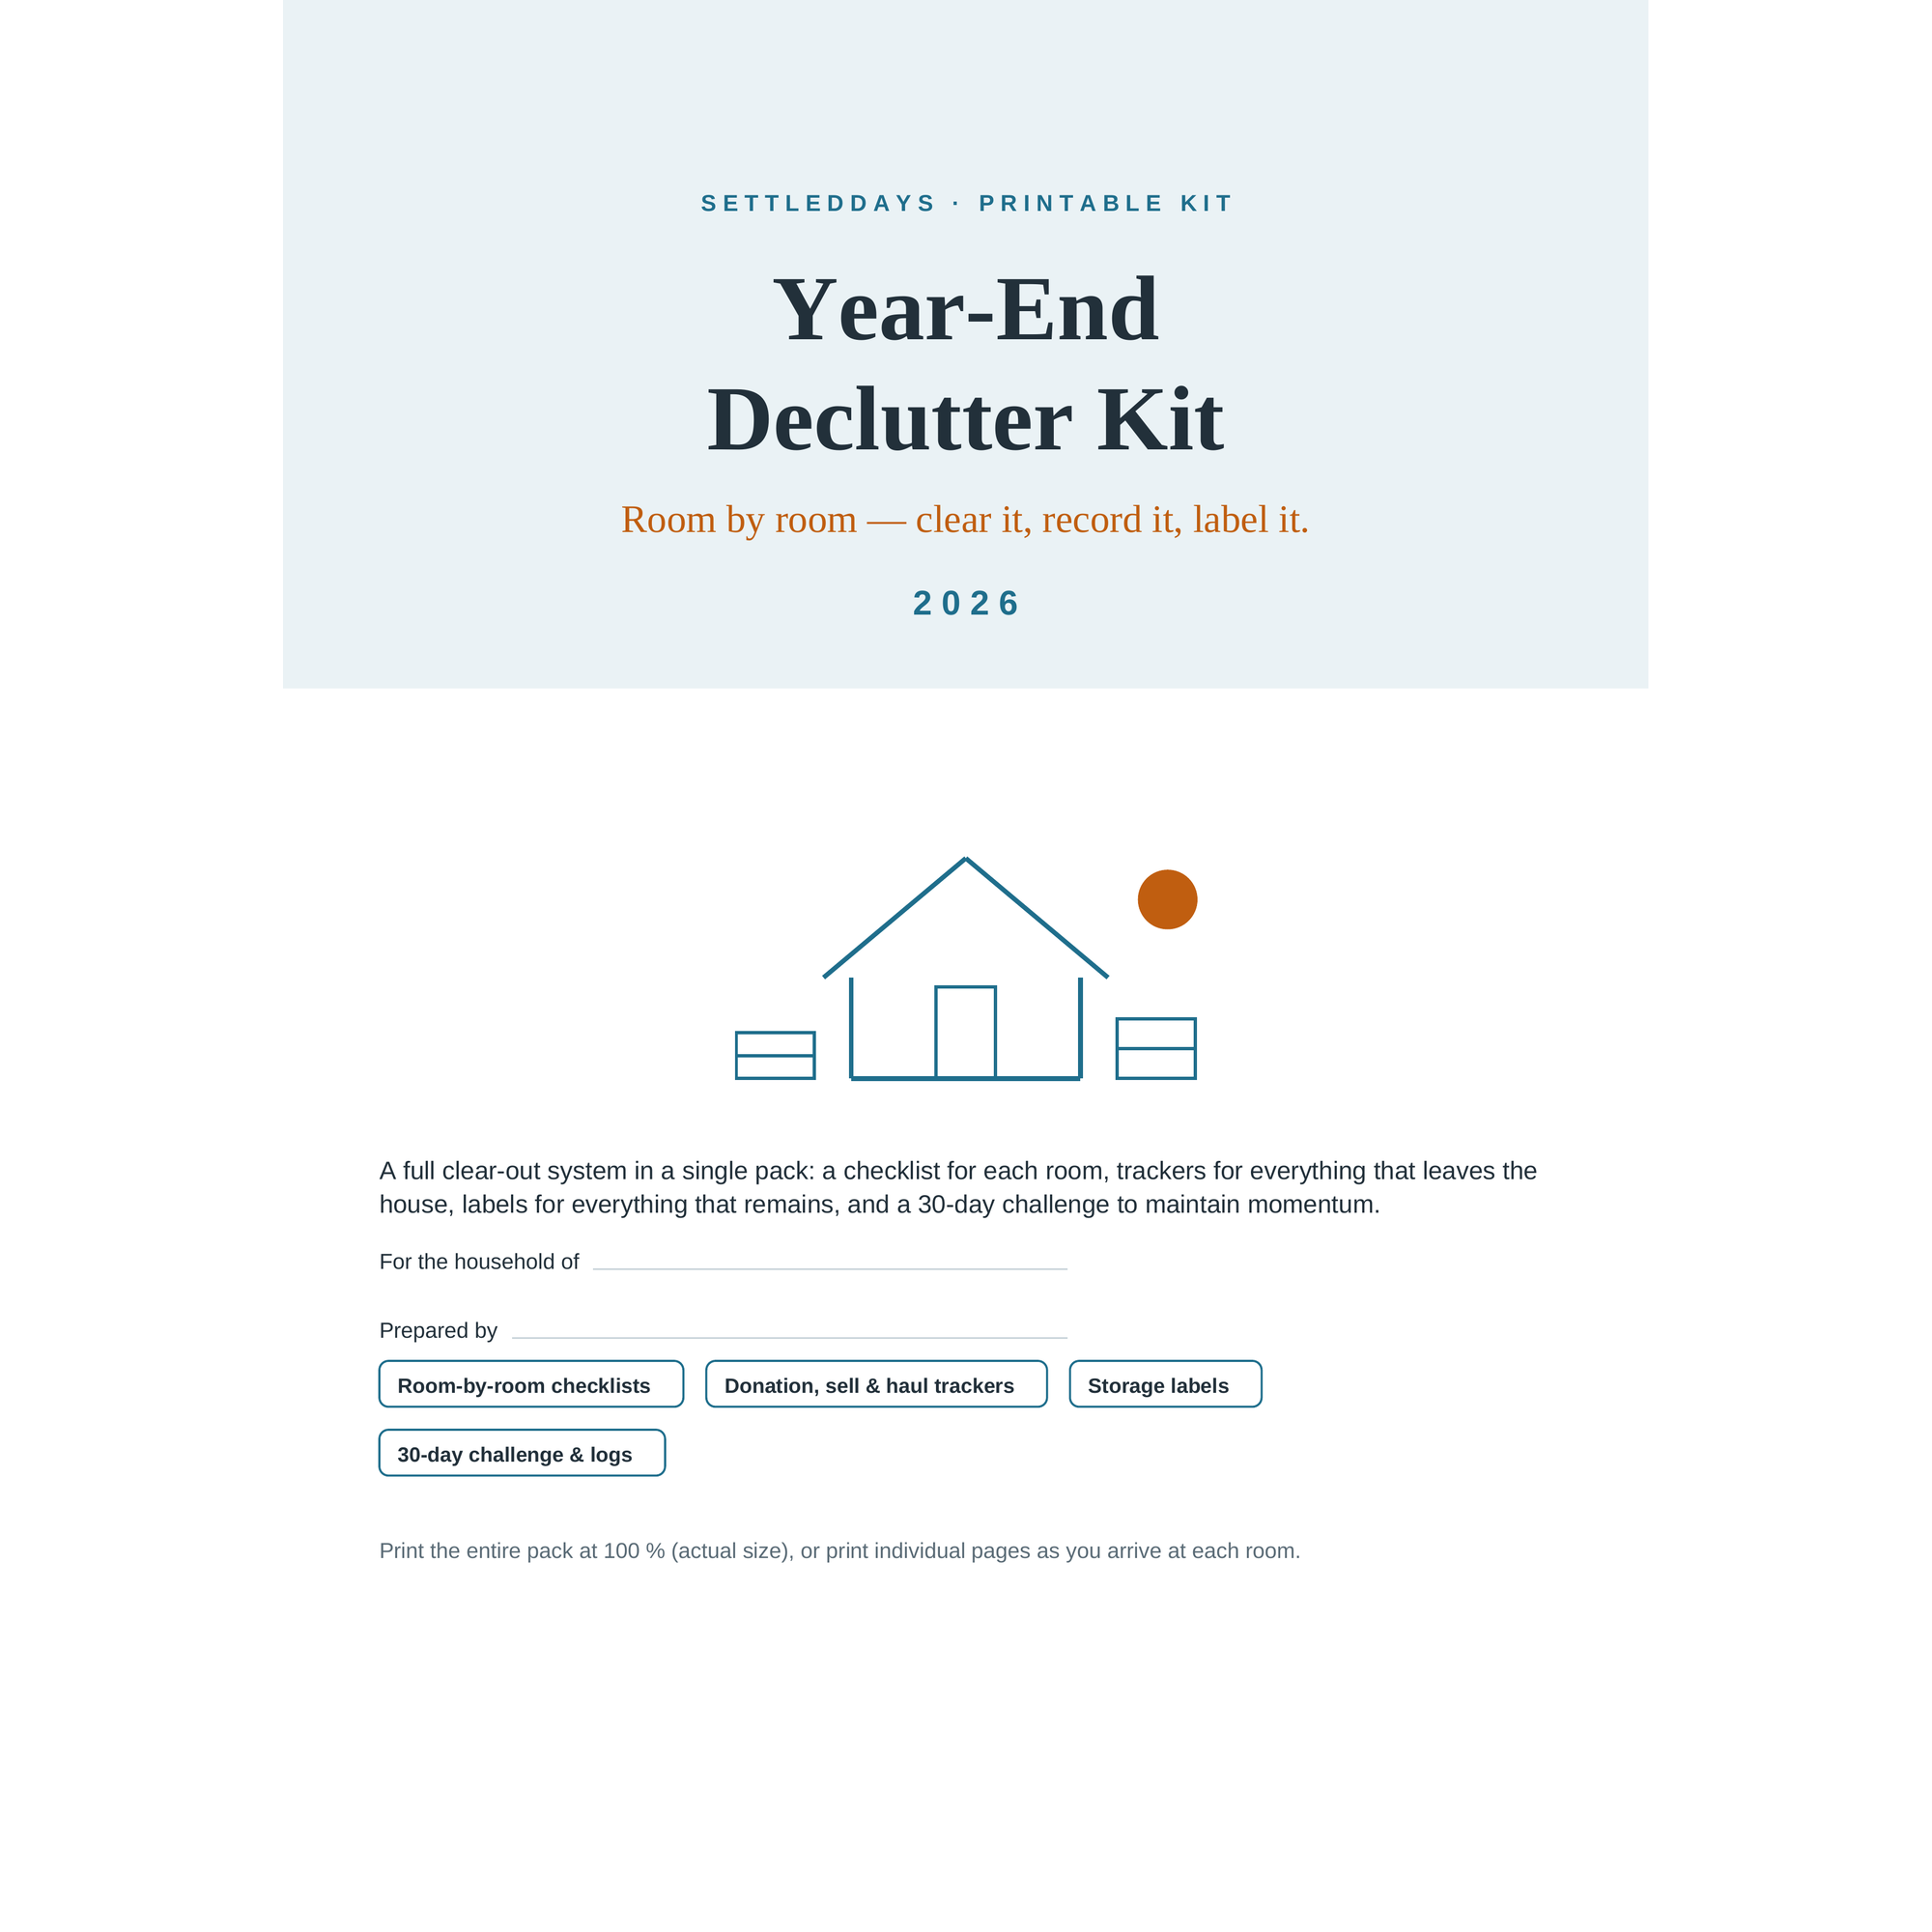 SETTLEDDAYS · PRINTABLE KIT
Year-End
Declutter Kit
Room by room — clear it, record it, label it.
2026
A full clear-out system in a single pack: a checklist for each room, trackers for everything that leaves the
house, labels for everything that remains, and a 30-day challenge to maintain momentum.
For the household of
Prepared by
Room-by-room checklists
Donation, sell & haul trackers
Storage labels
30-day challenge & logs
Print the entire pack at 100 % (actual size), or print individual pages as you arrive at each room.